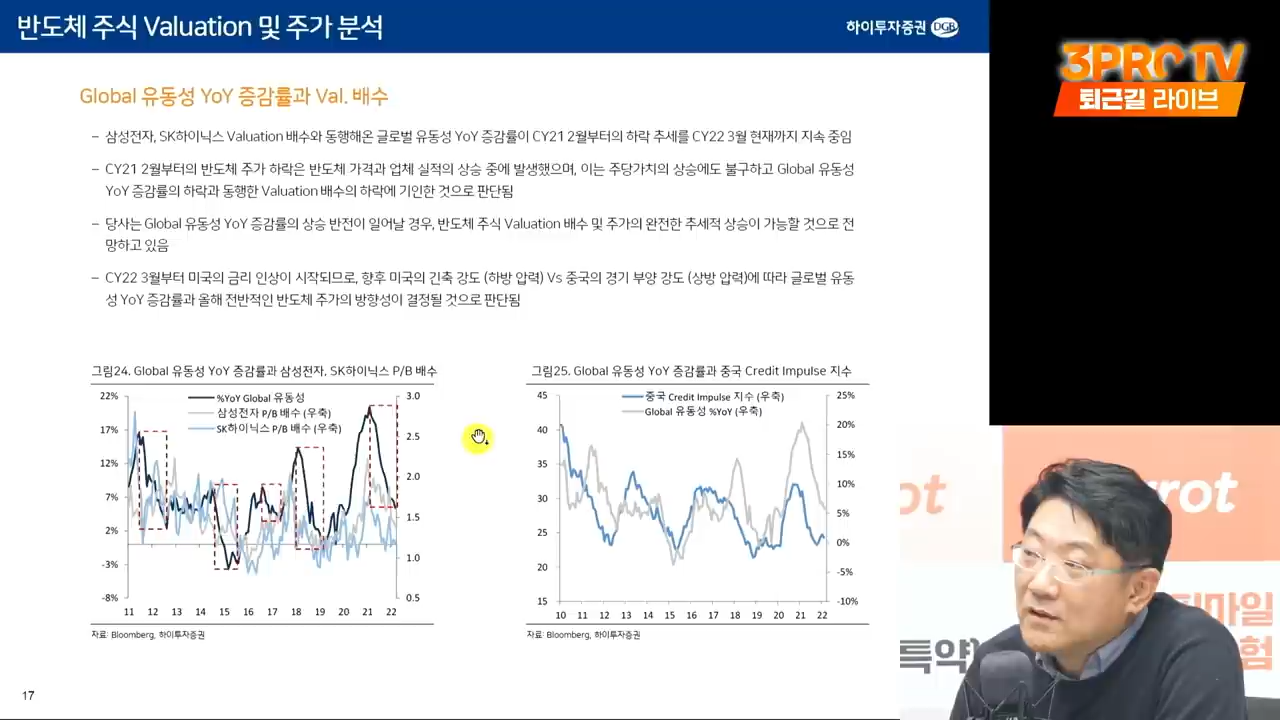 반도체 주식 Valuation 및 주가 분석
하이투자증권 DGB
3PRO TV
퇴근길 라이브
Global 유동성 YoY 증감률과 Val. 배수
– 삼성전자, SK하이닉스 Valuation 배수와 동행해온 글로벌 유동성 YoY 증감률이 CY21 2월부터의 하락 추세를 CY22 3월 현재까지 지속 중임
– CY21 2월부터의 반도체 주가 하락은 반도체 가격과 업체 실적의 상승 중에 발생했으며, 이는 주당가치의 상승에도 불구하고 Global 유동성
YoY 증감률의 하락과 동행한 Valuation 배수의 하락에 기인한 것으로 판단됨
– 당사는 Global 유동성 YoY 증감률의 상승 반전이 일어날 경우, 반도체 주식 Valuation 배수 및 주가의 완전한 추세적 상승이 가능할 것으로 전
망하고 있음
– CY22 3월부터 미국의 금리 인상이 시작되므로, 향후 미국의 긴축 강도 (하방 압력) Vs 중국의 경기 부양 강도 (상방 압력)에 따라 글로벌 유동
성 YoY 증감률과 올해 전반적인 반도체 주가의 방향성이 결정될 것으로 판단됨
그림24. Global 유동성 YoY 증감률과 삼성전자, SK하이닉스 P/B 배수
%YoY Global 유동성
삼성전자 P/B 배수 (우축)
SK하이닉스 P/B 배수 (우축)
22%
17%
12%
7%
2%
-3%
-8%
3.0
2.5
2.0
1.5
1.0
0.5
11 12 13 14 15 16 17 18 19 20 21 22
자료: Bloomberg, 하이투자증권
그림25. Global 유동성 YoY 증감률과 중국 Credit Impulse 지수
중국 Credit Impulse 지수 (우축)
Global 유동성 %YoY (우축)
45
40
35
30
25
20
15
25%
20%
15%
10%
5%
0%
-5%
-10%
10 11 12 13 14 15 16 17 18 19 20 21 22
자료: Bloomberg, 하이투자증권
17
ot
rrot
마일
특약
험